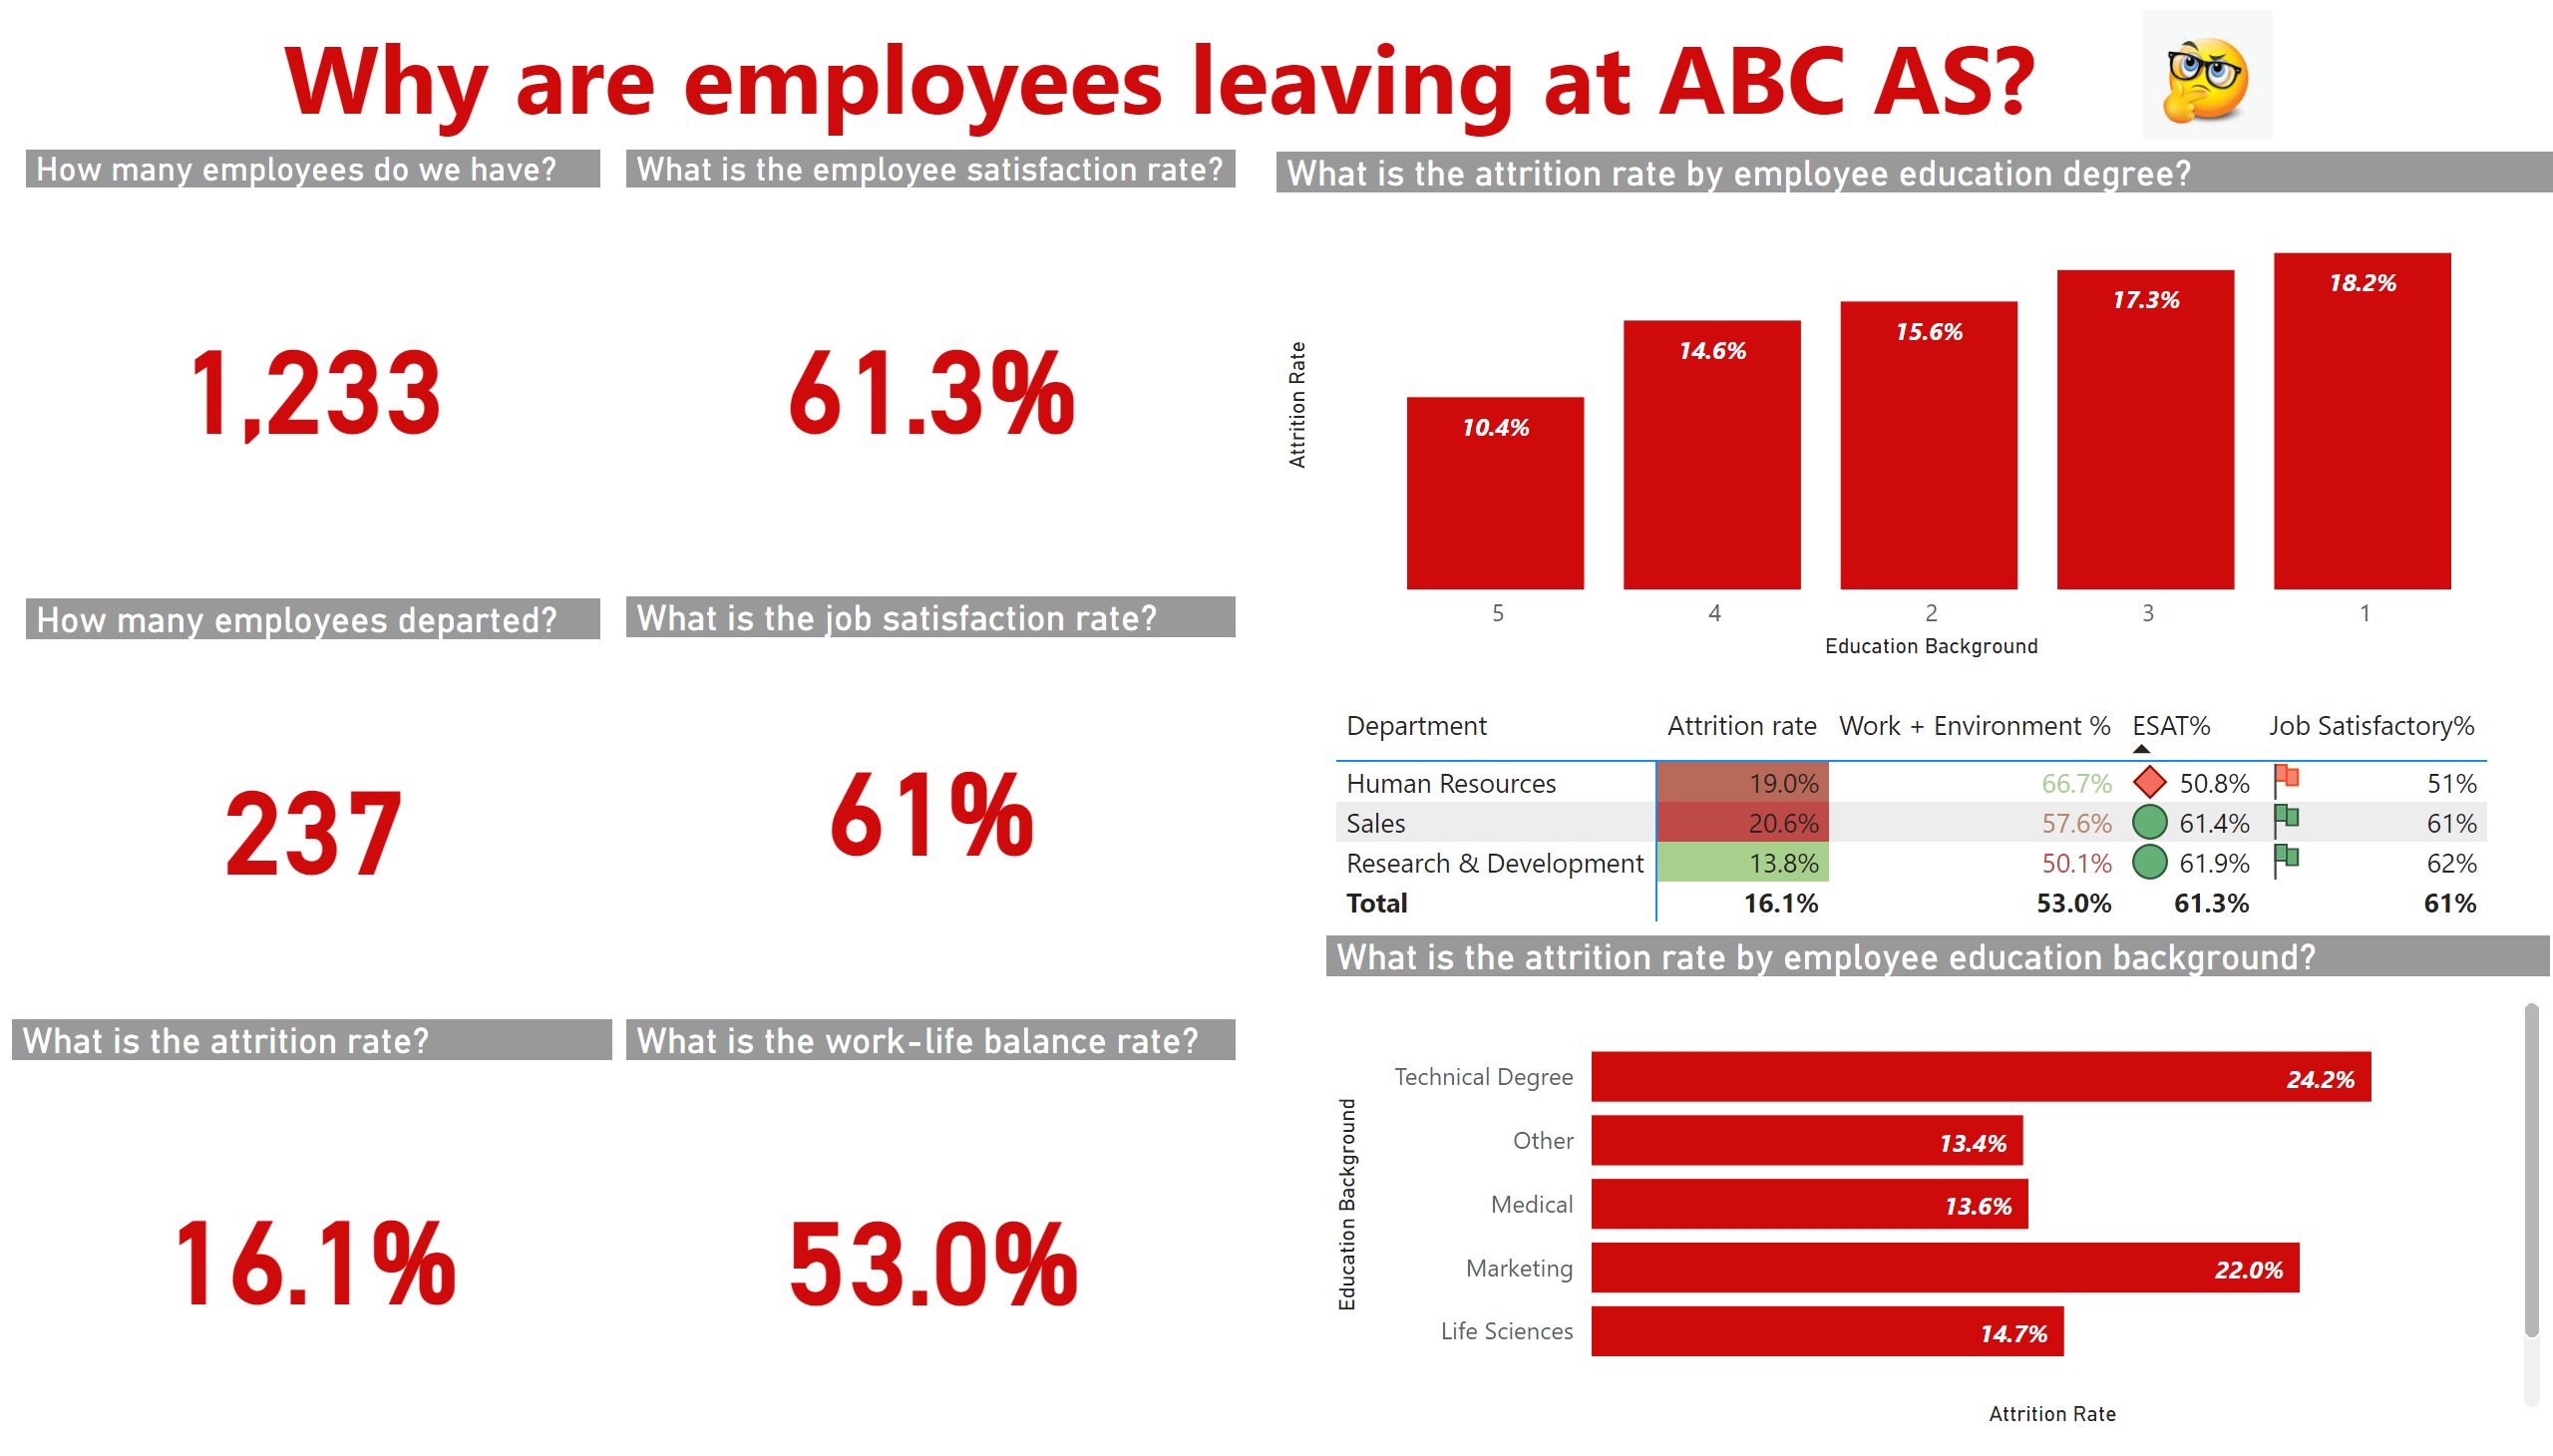 Why are employees leaving at ABC AS?
How many employees do we have?
1,233
What is the employee satisfaction rate?
61.3%
How many employees departed?
237
What is the job satisfaction rate?
61%
What is the attrition rate?
16.1%
What is the work-life balance rate?
53.0%
What is the attrition rate by employee education degree?
Attrition Rate
10.4%
14.6%
15.6%
17.3%
18.2%
5 4 2 3 1
Education Background
Department Attrition rate Work + Environment % ESAT% Job Satisfactory%
Human Resources 19.0% 66.7% 50.8% 51%
Sales 20.6% 57.6% 61.4% 61%
Research & Development 13.8% 50.1% 61.9% 62%
Total 16.1% 53.0% 61.3% 61%
What is the attrition rate by employee education background?
Education Background
Technical Degree 24.2%
Other 13.4%
Medical 13.6%
Marketing 22.0%
Life Sciences 14.7%
Attrition Rate